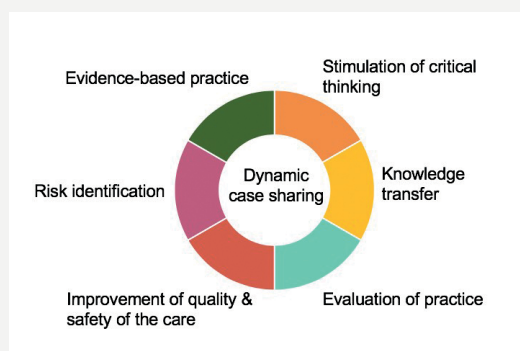 Evidence-based practice
Stimulation of critical
thinking
Dynamic
case sharing
Risk identification
Knowledge
transfer
Improvement of quality &
safety of the care
Evaluation of practice